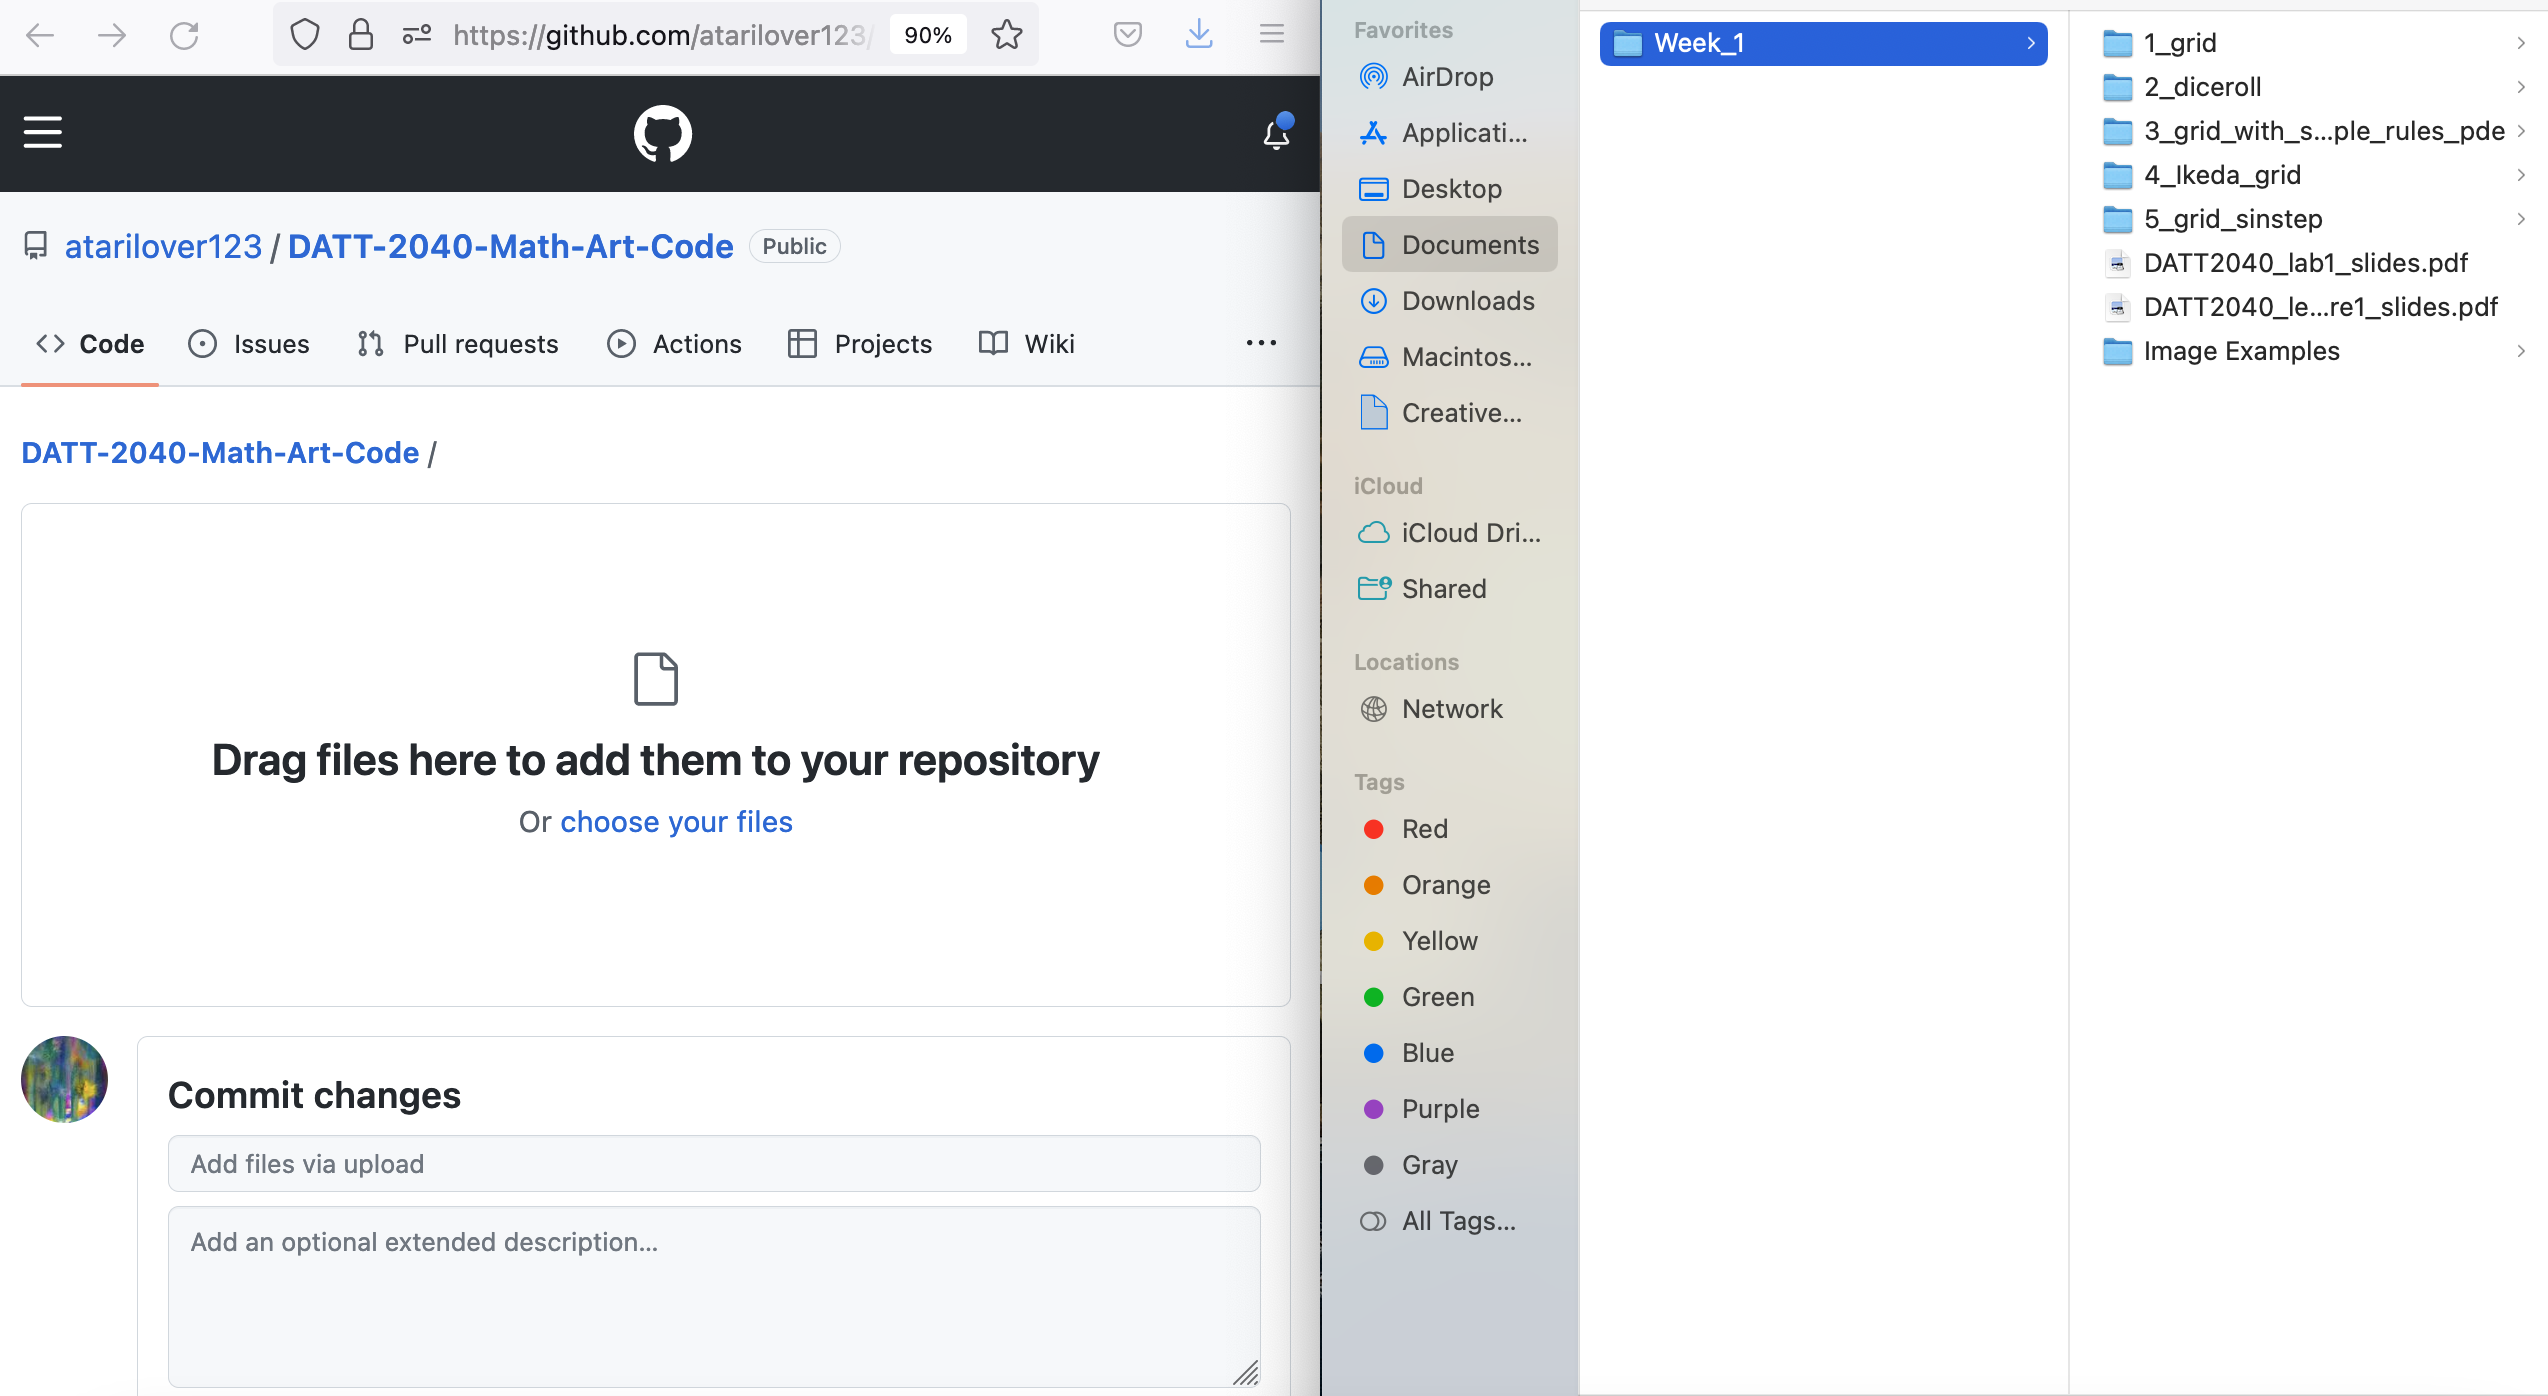 https://github.com/atarilover123/
90%
atarilover123 / DATT-2040-Math-Art-Code Public
Code Issues Pull requests Actions Projects Wiki ...
DATT-2040-Math-Art-Code /
Drag files here to add them to your repository
Or choose your files
Commit changes
Add files via upload
Add an optional extended description...
Favorites
AirDrop
Applicati...
Desktop
Documents
Downloads
Macintos...
Creative...
iCloud
iCloud Dri...
Shared
Locations
Network
Tags
Red
Orange
Yellow
Green
Blue
Purple
Gray
All Tags...
Week_1
1_grid
2_diceroll
3_grid_with_s...ple_rules_pde
4_Ikeda_grid
5_grid_sinstep
DATT2040_lab1_slides.pdf
DATT2040_le...re1_slides.pdf
Image Examples